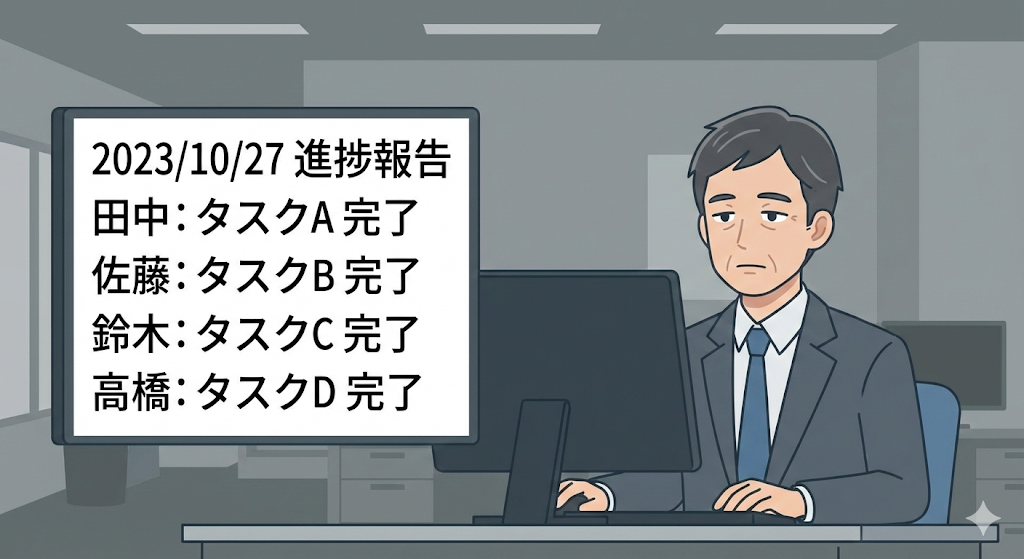 2023/10/27 進捗報告
田中：タスクA 完了
佐藤：タスクB 完了
鈴木：タスクC 完了
高橋：タスクD 完了